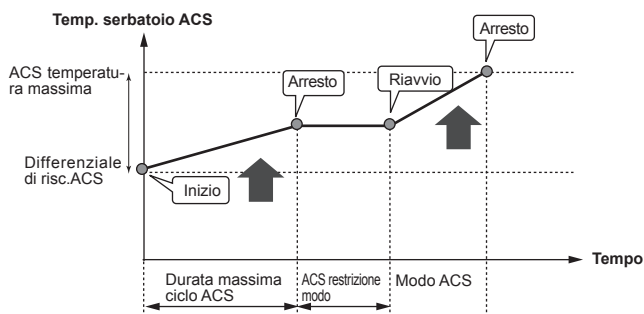 Temp. serbatoio ACS
ACS temperatu-
ra massima
Arresto
Riavvio
Arresto
Differenziale
di risc.ACS
Inizio
Tempo
Durata massima
ciclo ACS
ACS restrizione
modo
Modo ACS